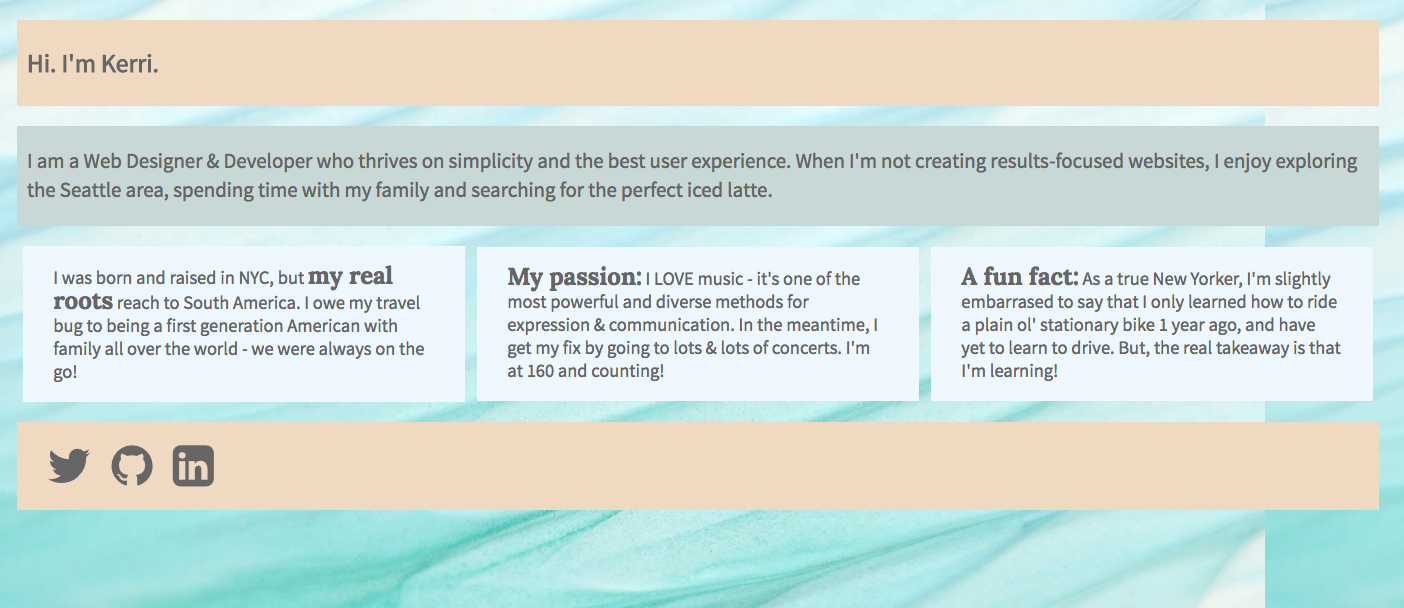 Hi. I'm Kerri.
I am a Web Designer & Developer who thrives on simplicity and the best user experience. When I'm not creating results-focused websites, I enjoy exploring
the Seattle area, spending time with my family and searching for the perfect iced latte.
I was born and raised in NYC, but my real
roots reach to South America. I owe my travel
bug to being a first generation American with
family all over the world - we were always on the
go!
My passion: I LOVE music - it's one of the
most powerful and diverse methods for
expression & communication. In the meantime, I
get my fix by going to lots & lots of concerts. I'm
at 160 and counting!
A fun fact: As a true New Yorker, I'm slightly
embarrased to say that I only learned how to ride
a plain ol' stationary bike 1 year ago, and have
yet to learn to drive. But, the real takeaway is that
I'm learning!
in